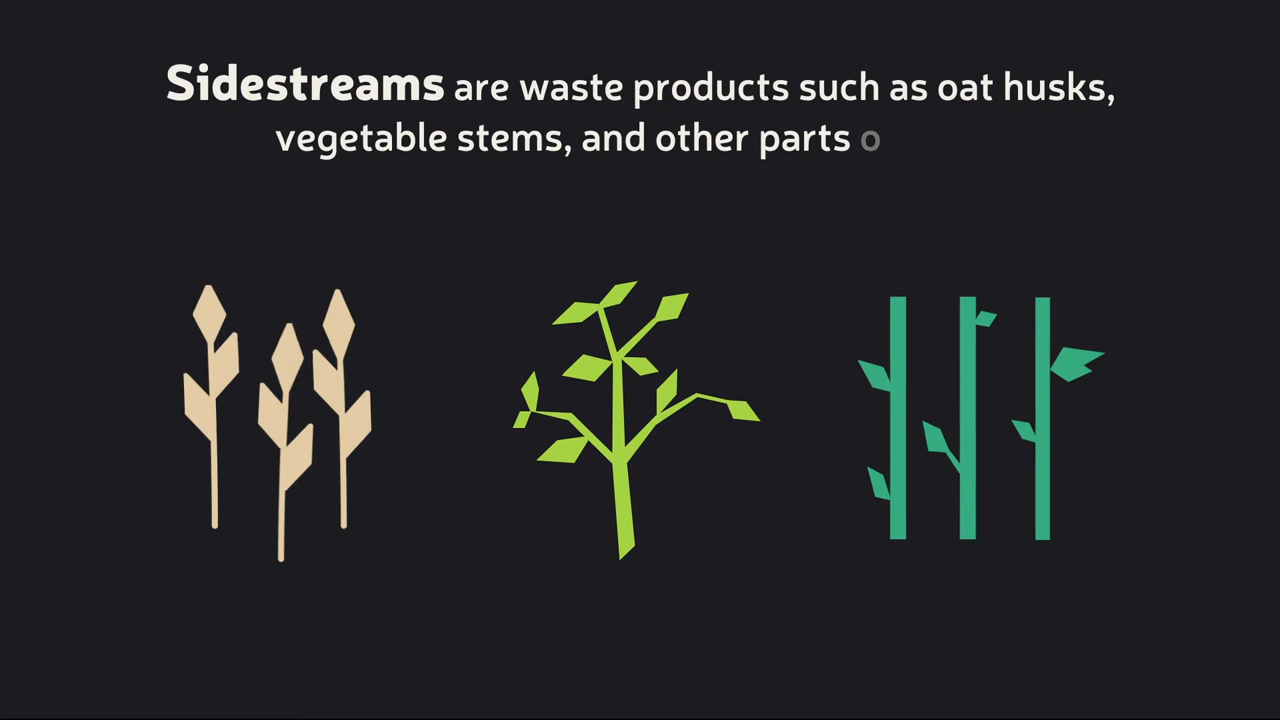 Sidestreams are waste products such as oat husks,
vegetable stems, and other parts o